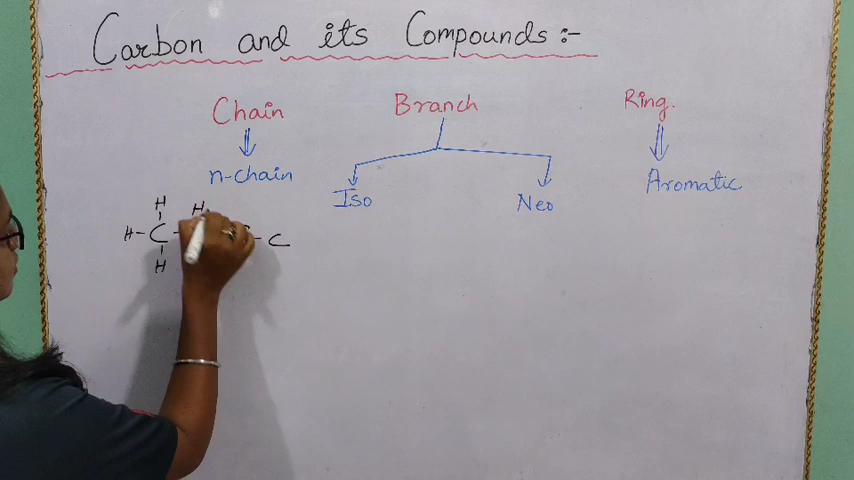 Carbon and its Compounds:-
Chain Branch Ring.
n-chain Iso Neo Aromatic
H H
H-C- -C
H